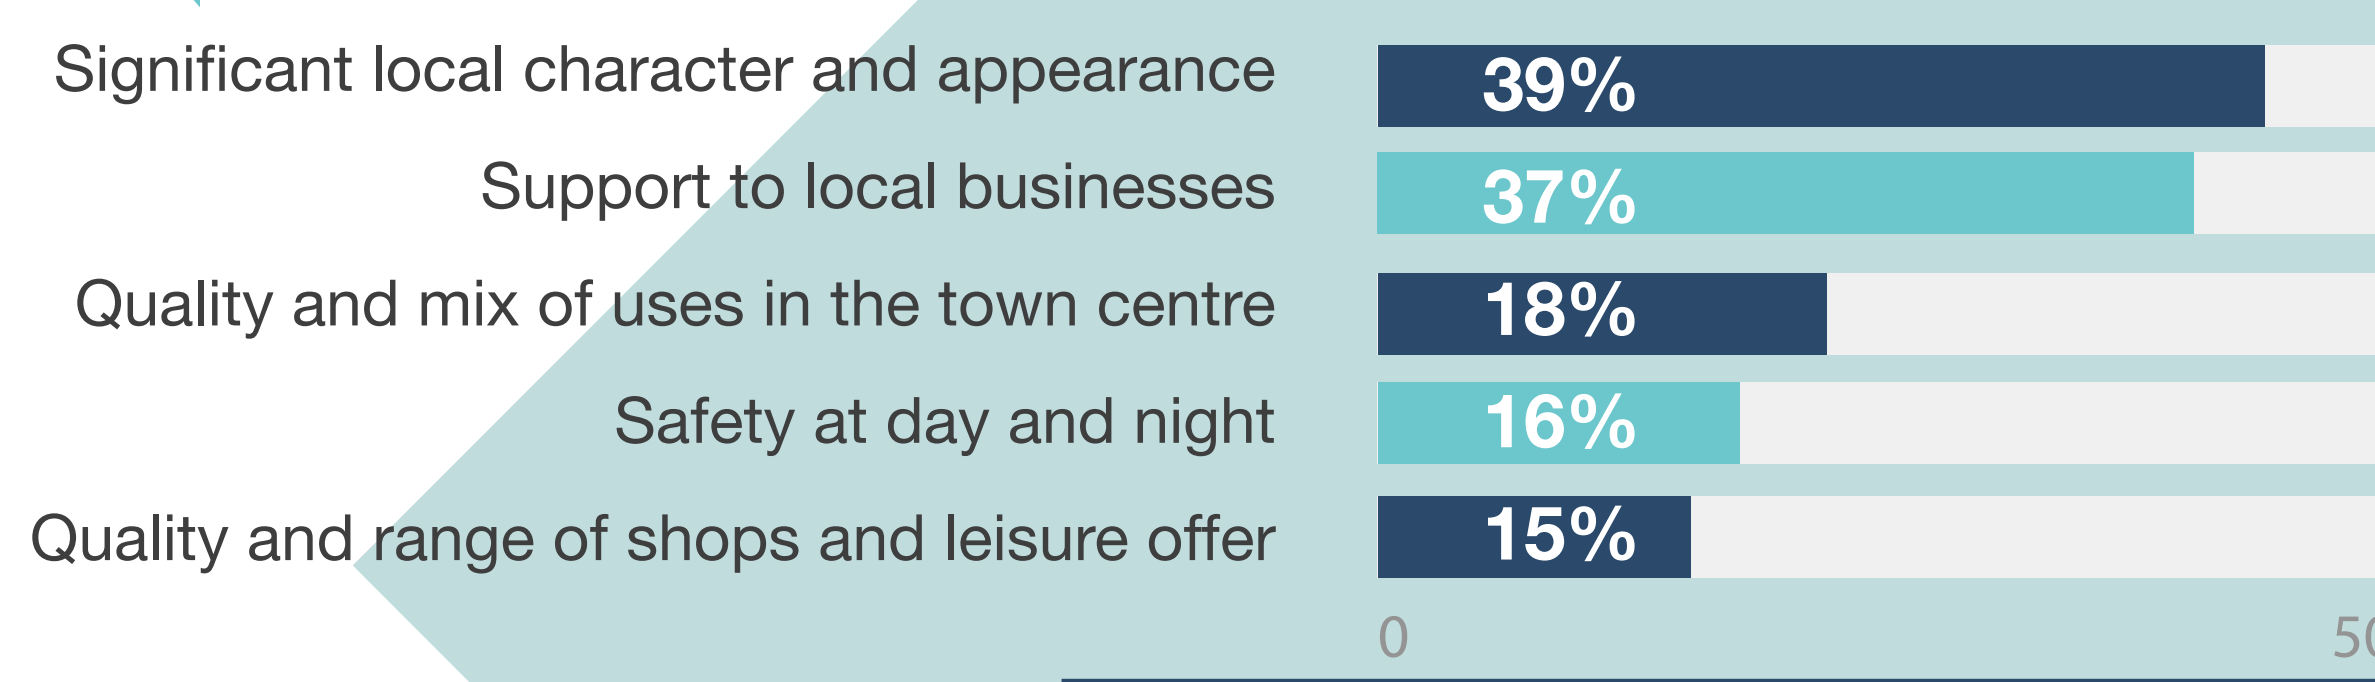 Significant local character and appearance 39%
Support to local businesses 37%
Quality and mix of uses in the town centre 18%
Safety at day and night 16%
Quality and range of shops and leisure offer 15%
0 50